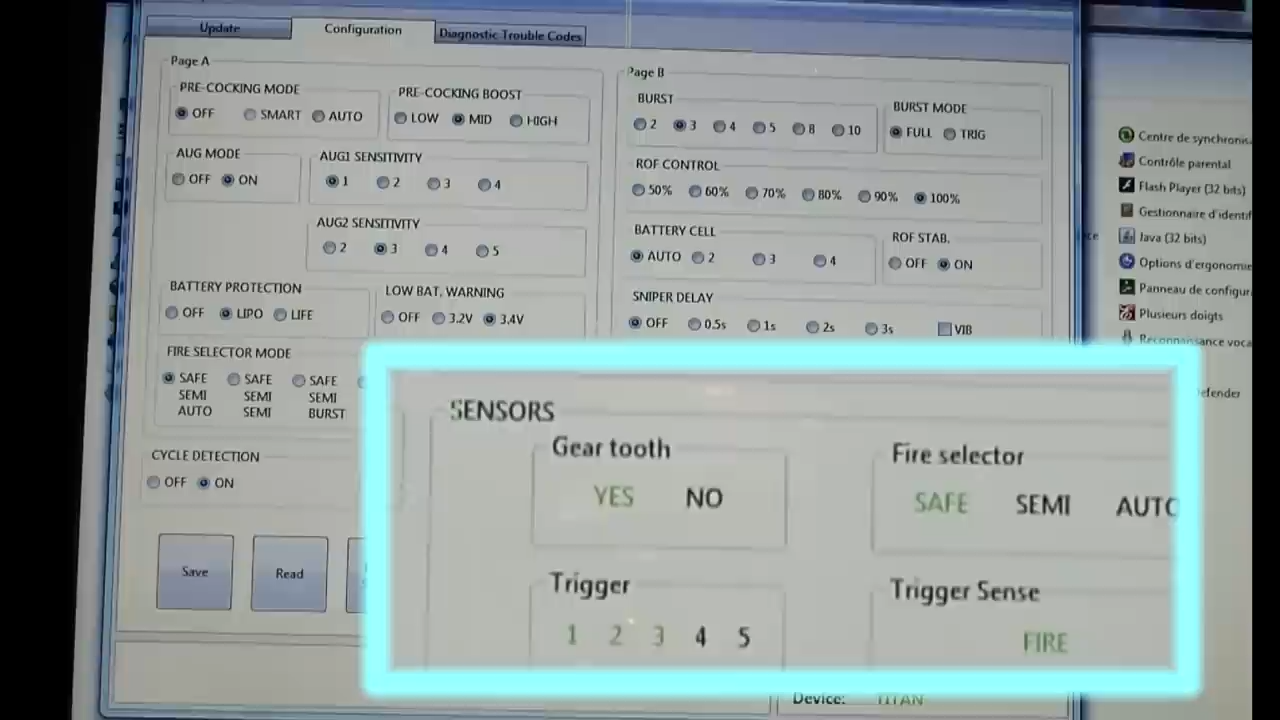 Update
Configuration
Diagnostic Trouble Codes
Page A
PRE-COCKING MODE
OFF SMART AUTO
PRE-COCKING BOOST
LOW MID HIGH
AUG MODE
OFF ON
AUG1 SENSITIVITY
1 2 3 4
AUG2 SENSITIVITY
2 3 4 5
BATTERY PROTECTION
OFF LIPO LIFE
LOW BAT. WARNING
OFF 3.2V 3.4V
FIRE SELECTOR MODE
SAFE SAFE SAFE
SEMI SEMI SEMI
AUTO SEMI BURST
CYCLE DETECTION
OFF ON
Save Read
Page B
BURST
2 3 4 5 8 10
BURST MODE
FULL TRIG
ROF CONTROL
50% 60% 70% 80% 90% 100%
BATTERY CELL
AUTO 2 3 4
ROF STAB.
OFF ON
SNIPER DELAY
OFF 0.5s 1s 2s 3s VIB
SENSORS
Gear tooth
YES NO
Fire selector
SAFE SEMI AUTO
Trigger
1 2 3 4 5
Trigger Sense
FIRE
Device: TITAN
Centre de synchronis
Contrôle parental
Flash Player (32 bits)
Gestionnaire d'identif
Java (32 bits)
Options d'ergonomie
Panneau de configur
Plusieurs doigts
Reconnaissance voca
efender